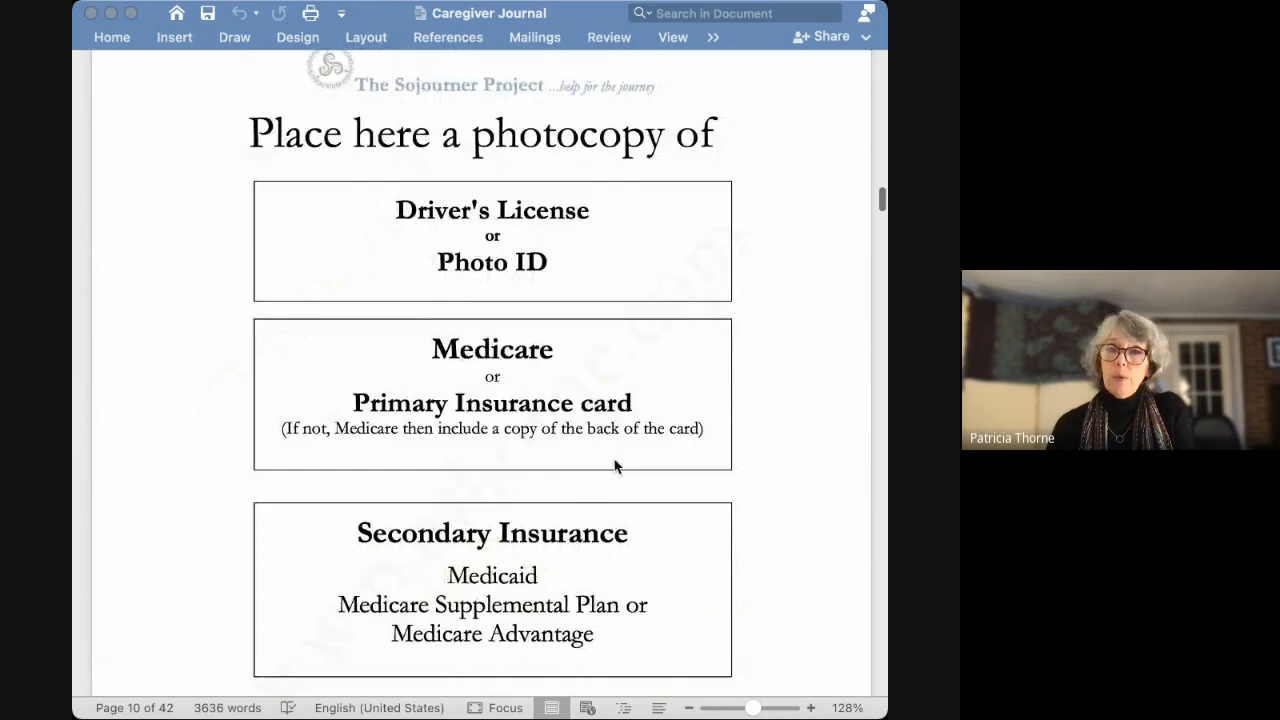 Caregiver Journal
Search in Document
Home Insert Draw Design Layout References Mailings Review View >> Share
The Sojourner Project ...help for the journey
Place here a photocopy of
Driver's License
or
Photo ID
Medicare
or
Primary Insurance card
(If not, Medicare then include a copy of the back of the card)
Secondary Insurance
Medicaid
Medicare Supplemental Plan or
Medicare Advantage
Patricia Thorne
Page 10 of 42 3636 words English (United States) Focus 128%